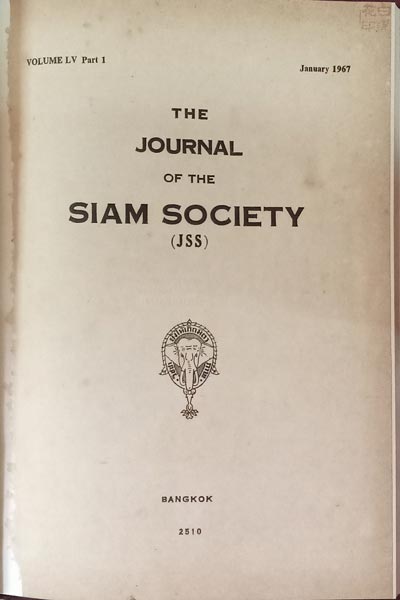 VOLUME LV Part 1
January 1967
THE
JOURNAL
OF THE
SIAM SOCIETY
(JSS)
BANGKOK
2510